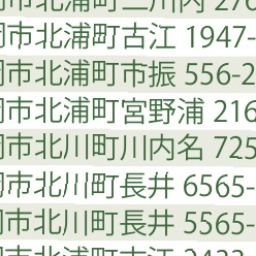 市北浦町三川内 276
市北浦町古江 1947-
市北浦町市振 556-2
市北浦町宮野浦 216
市北川町川内名 725
市北川町長井 6565-
市北川町長井 5565-
市北浦町古江 2433